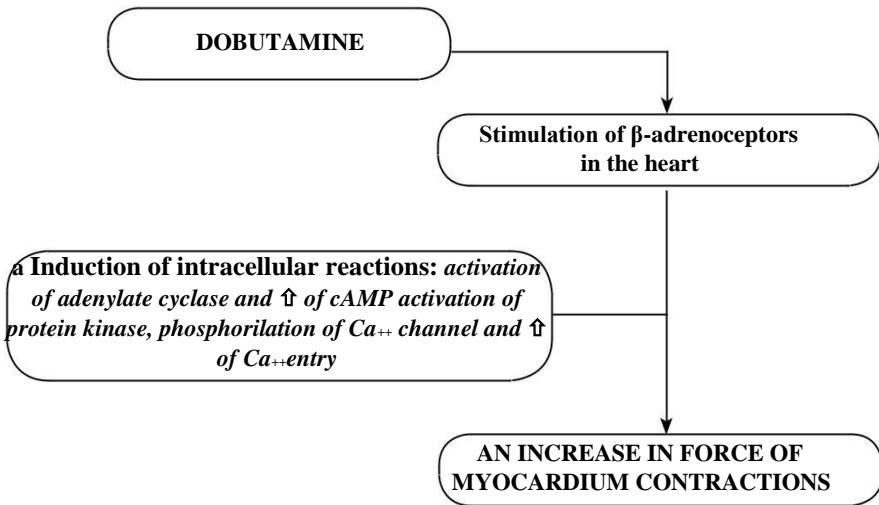 DOBUTAMINE
Stimulation of β-adrenoceptors
in the heart
a Induction of intracellular reactions: activation
of adenylate cyclase and ⇧ of cAMP activation of
protein kinase, phosphorilation of Ca++ channel and ⇧
of Ca++entry
AN INCREASE IN FORCE OF
MYOCARDIUM CONTRACTIONS